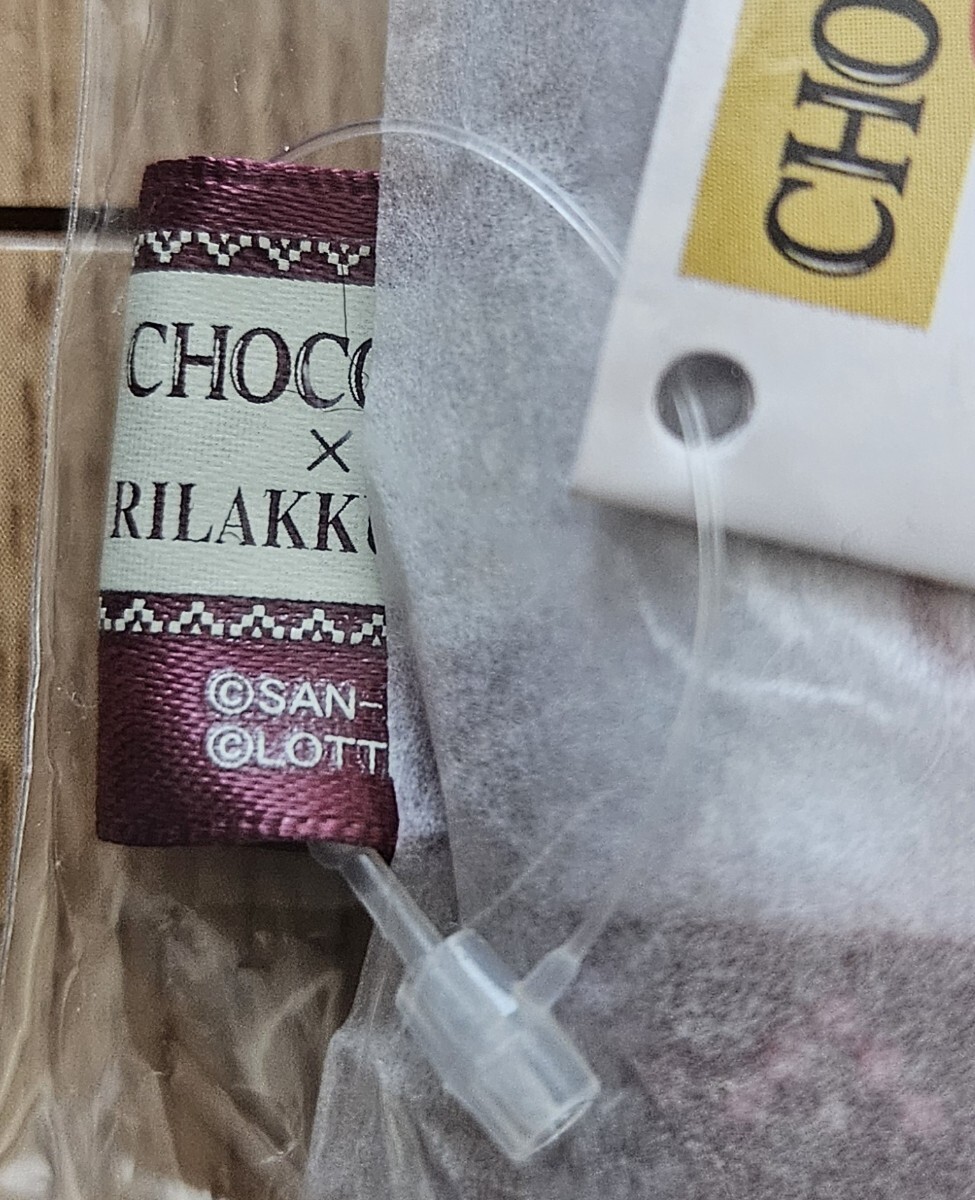 CHOCO
×
RILAKK
©SAN-
©LOTT
CHO